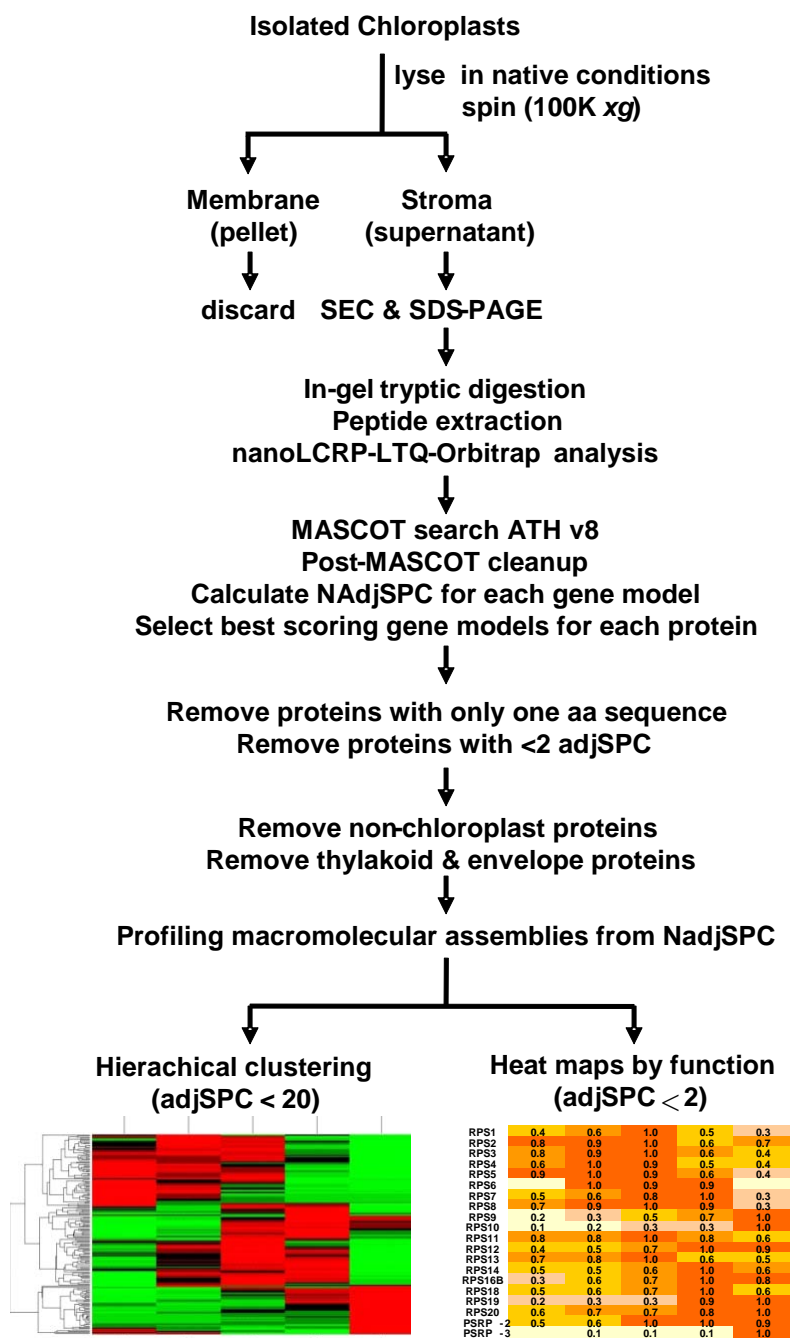 Isolated Chloroplasts
lyse in native conditions
spin (100K xg)
Membrane
(pellet)
Stroma
(supernatant)
discard
SEC & SDS-PAGE
In-gel tryptic digestion
Peptide extraction
nanoLCRP-LTQ-Orbitrap analysis
MASCOT search ATH v8
Post-MASCOT cleanup
Calculate NAdjSPC for each gene model
Select best scoring gene models for each protein
Remove proteins with only one aa sequence
Remove proteins with <2 adjSPC
Remove non-chloroplast proteins
Remove thylakoid & envelope proteins
Profiling macromolecular assemblies from NadjSPC
Hierachical clustering
(adjSPC < 20)
Heat maps by function
(adjSPC < 2)
RPS1 0.4 0.6 1.0 0.5 0.3
RPS2 0.8 0.9 1.0 0.6 0.7
RPS3 0.8 0.9 1.0 0.6 0.4
RPS4 0.6 1.0 0.9 0.5 0.4
RPS5 0.9 1.0 0.9 0.6 0.4
RPS6 1.0 0.9 0.9
RPS7 0.5 0.6 0.8 1.0 0.3
RPS8 0.7 0.9 1.0 0.9 0.3
RPS9 0.2 0.3 0.5 0.7 1.0
RPS10 0.1 0.2 0.3 0.3 1.0
RPS11 0.8 0.8 1.0 0.8 0.6
RPS12 0.4 0.5 0.7 1.0 0.9
RPS13 0.7 0.8 1.0 0.6 0.5
RPS14 0.5 0.5 0.6 1.0 0.6
RPS16B 0.3 0.6 0.7 1.0 0.8
RPS18 0.5 0.6 0.7 1.0 0.6
RPS19 0.2 0.3 0.3 0.9 1.0
RPS20 0.6 0.7 0.7 0.8 1.0
PSRP -2 0.5 0.6 1.0 1.0 0.9
PSRP -3 0.1 0.1 0.1 1.0